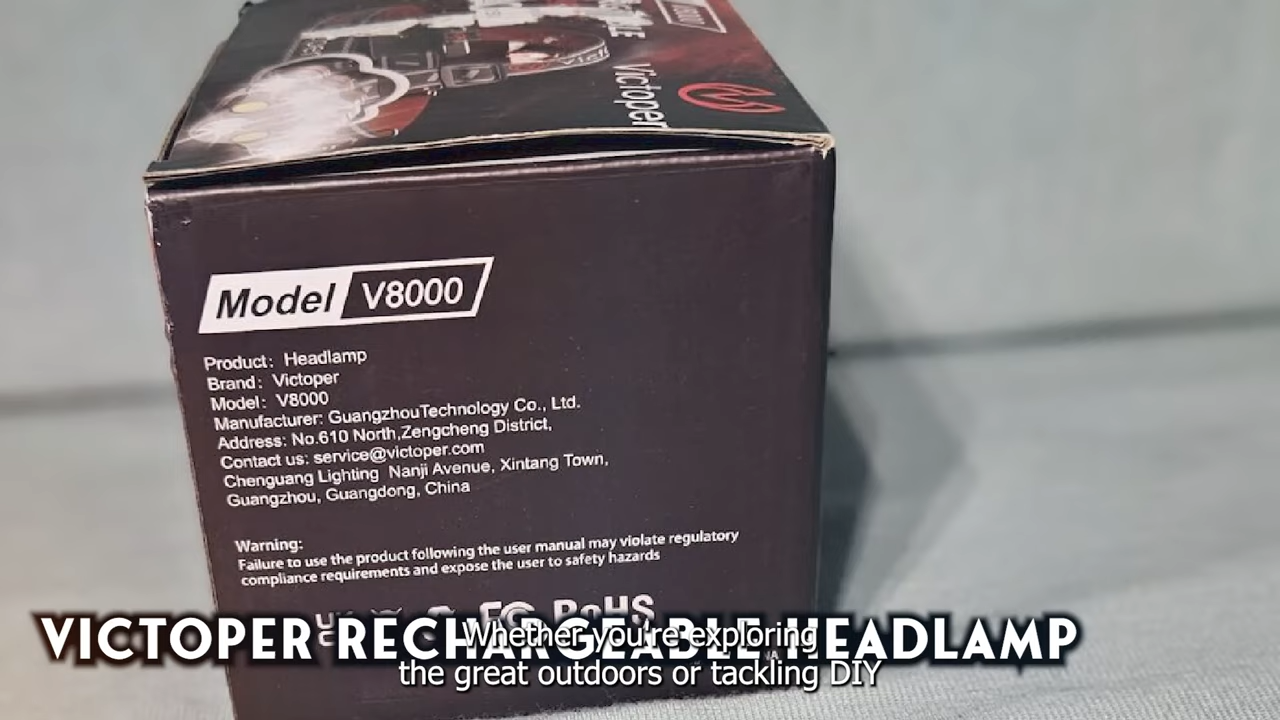 V8000
Victoper
Model V8000
Product: Headlamp
Brand: Victoper
Model: V8000
Manufacturer: GuangzhouTechnology Co., Ltd.
Address: No.610 North,Zengcheng District,
Contact us: service@victoper.com
Chenguang Lighting Nanji Avenue, Xintang Town,
Guangzhou, Guangdong, China
Warning:
Failure to use the product following the user manual may violate regulatory
compliance requirements and expose the user to safety hazards
FC RoHS
VICTOPER RECHARGEABLE HEADLAMP
Whether you're exploring
the great outdoors or tackling DIY